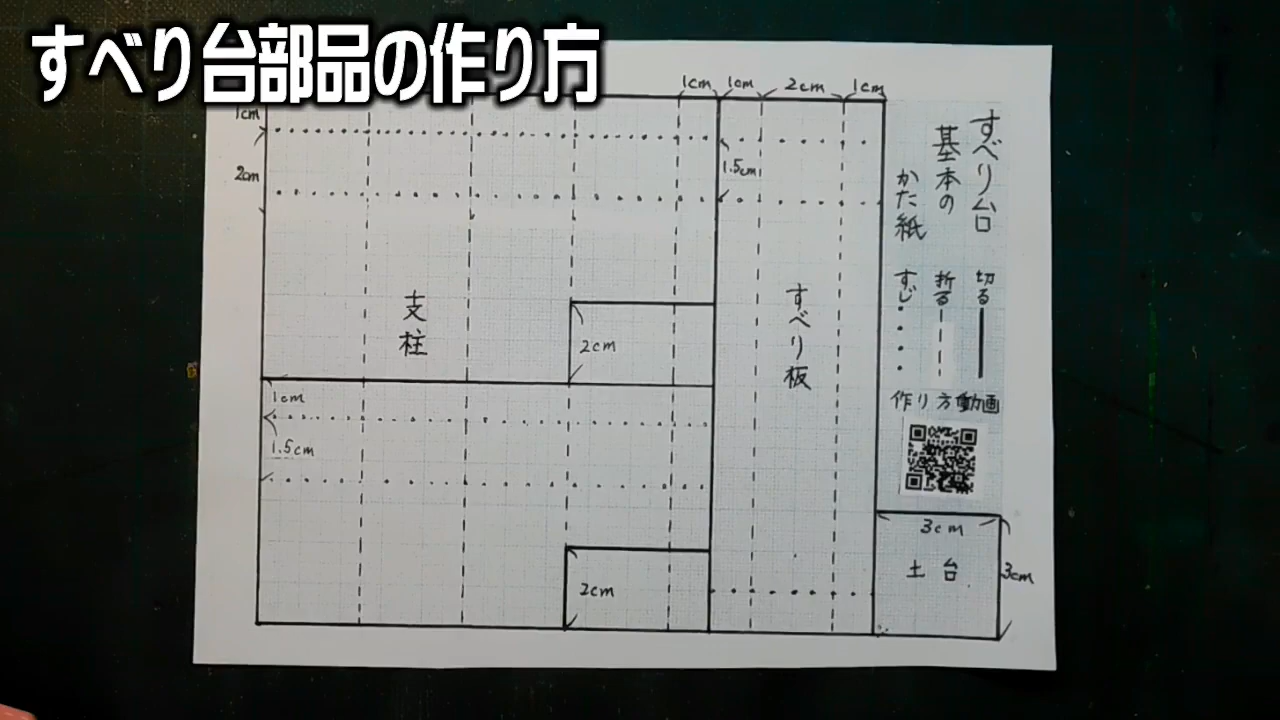 すべり台部品の作り方
1cm
1cm
2cm
1cm
1cm
2cm
1.5cm
すべり台
基本の
かた紙
切る
折る
すじ
作り方動画
支柱
2cm
すべり板
1cm
1.5cm
2cm
3cm
土台
3cm